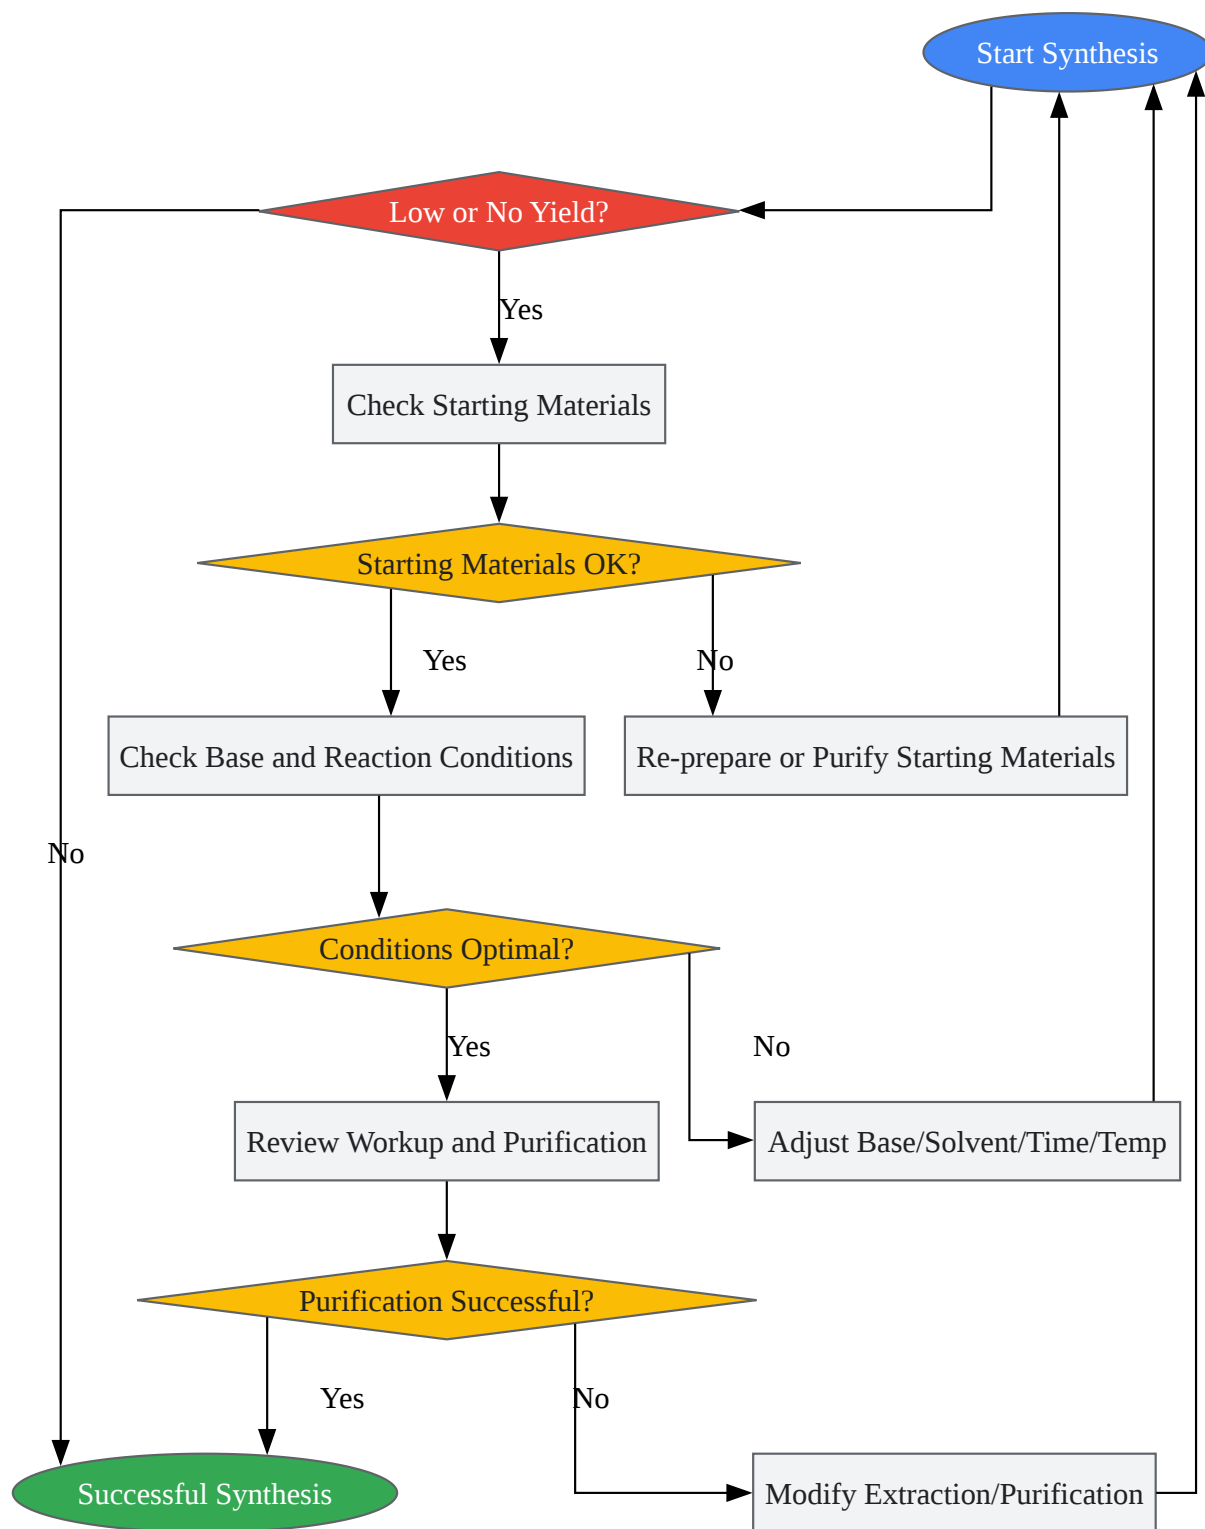 Start Synthesis
Low or No Yield?
Yes
Check Starting Materials
Starting Materials OK?
Yes
No
Check Base and Reaction Conditions
Re-prepare or Purify Starting Materials
No
Conditions Optimal?
Yes
No
Review Workup and Purification
Adjust Base/Solvent/Time/Temp
Purification Successful?
Yes
No
Successful Synthesis
Modify Extraction/Purification